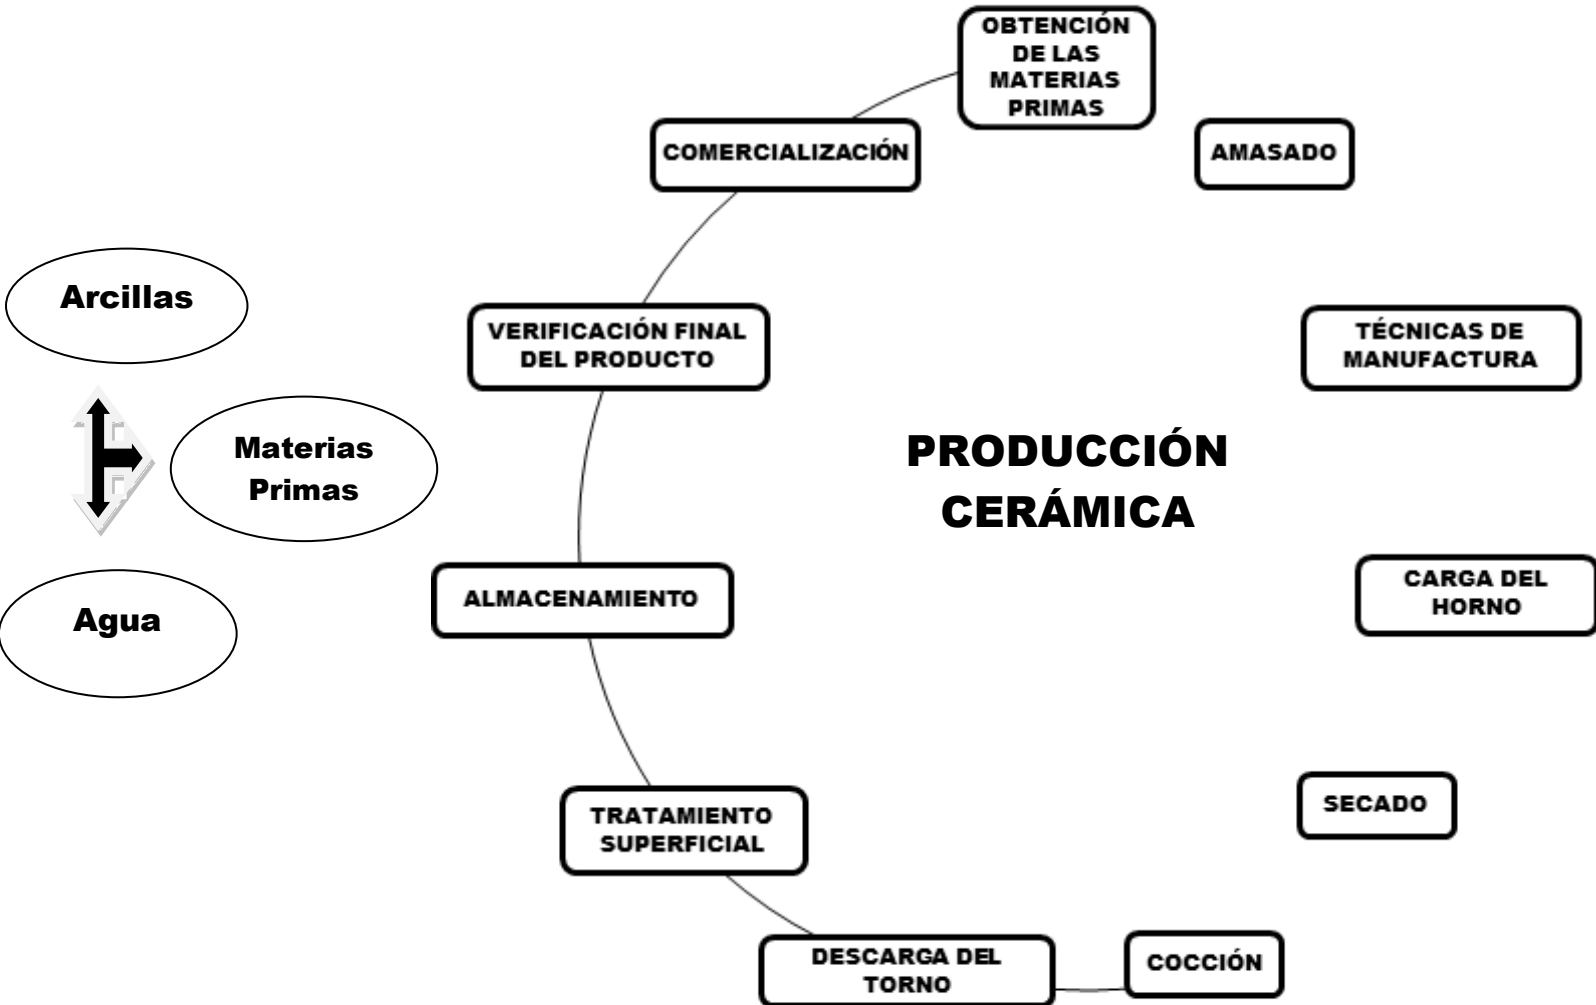 OBTENCIÓN
DE LAS
MATERIAS
PRIMAS
AMASADO
TÉCNICAS DE
MANUFACTURA
CARGA DEL
HORNO
SECADO
COCCIÓN
DESCARGA DEL
TORNO
TRATAMIENTO
SUPERFICIAL
ALMACENAMIENTO
VERIFICACIÓN FINAL
DEL PRODUCTO
COMERCIALIZACIÓN
PRODUCCIÓN
CERÁMICA
Arcillas
Materias
Primas
Agua